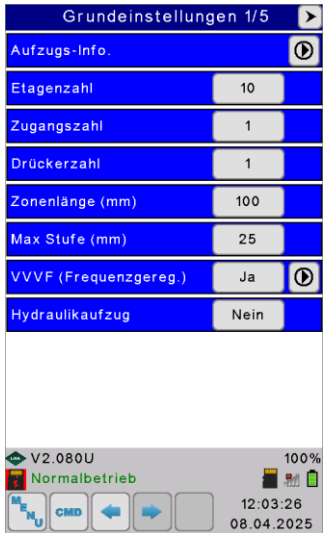 Grundeinstellungen 1/5
Aufzugs-Info.
Etagenzahl 10
Zugangszahl 1
Drückerzahl 1
Zonenlänge (mm) 100
Max Stufe (mm) 25
VVVF (Frequenzgereg.) Ja
Hydraulikaufzug Nein
V2.080U 100%
Normalbetrieb
MENU CMD 12:03:26
08.04.2025